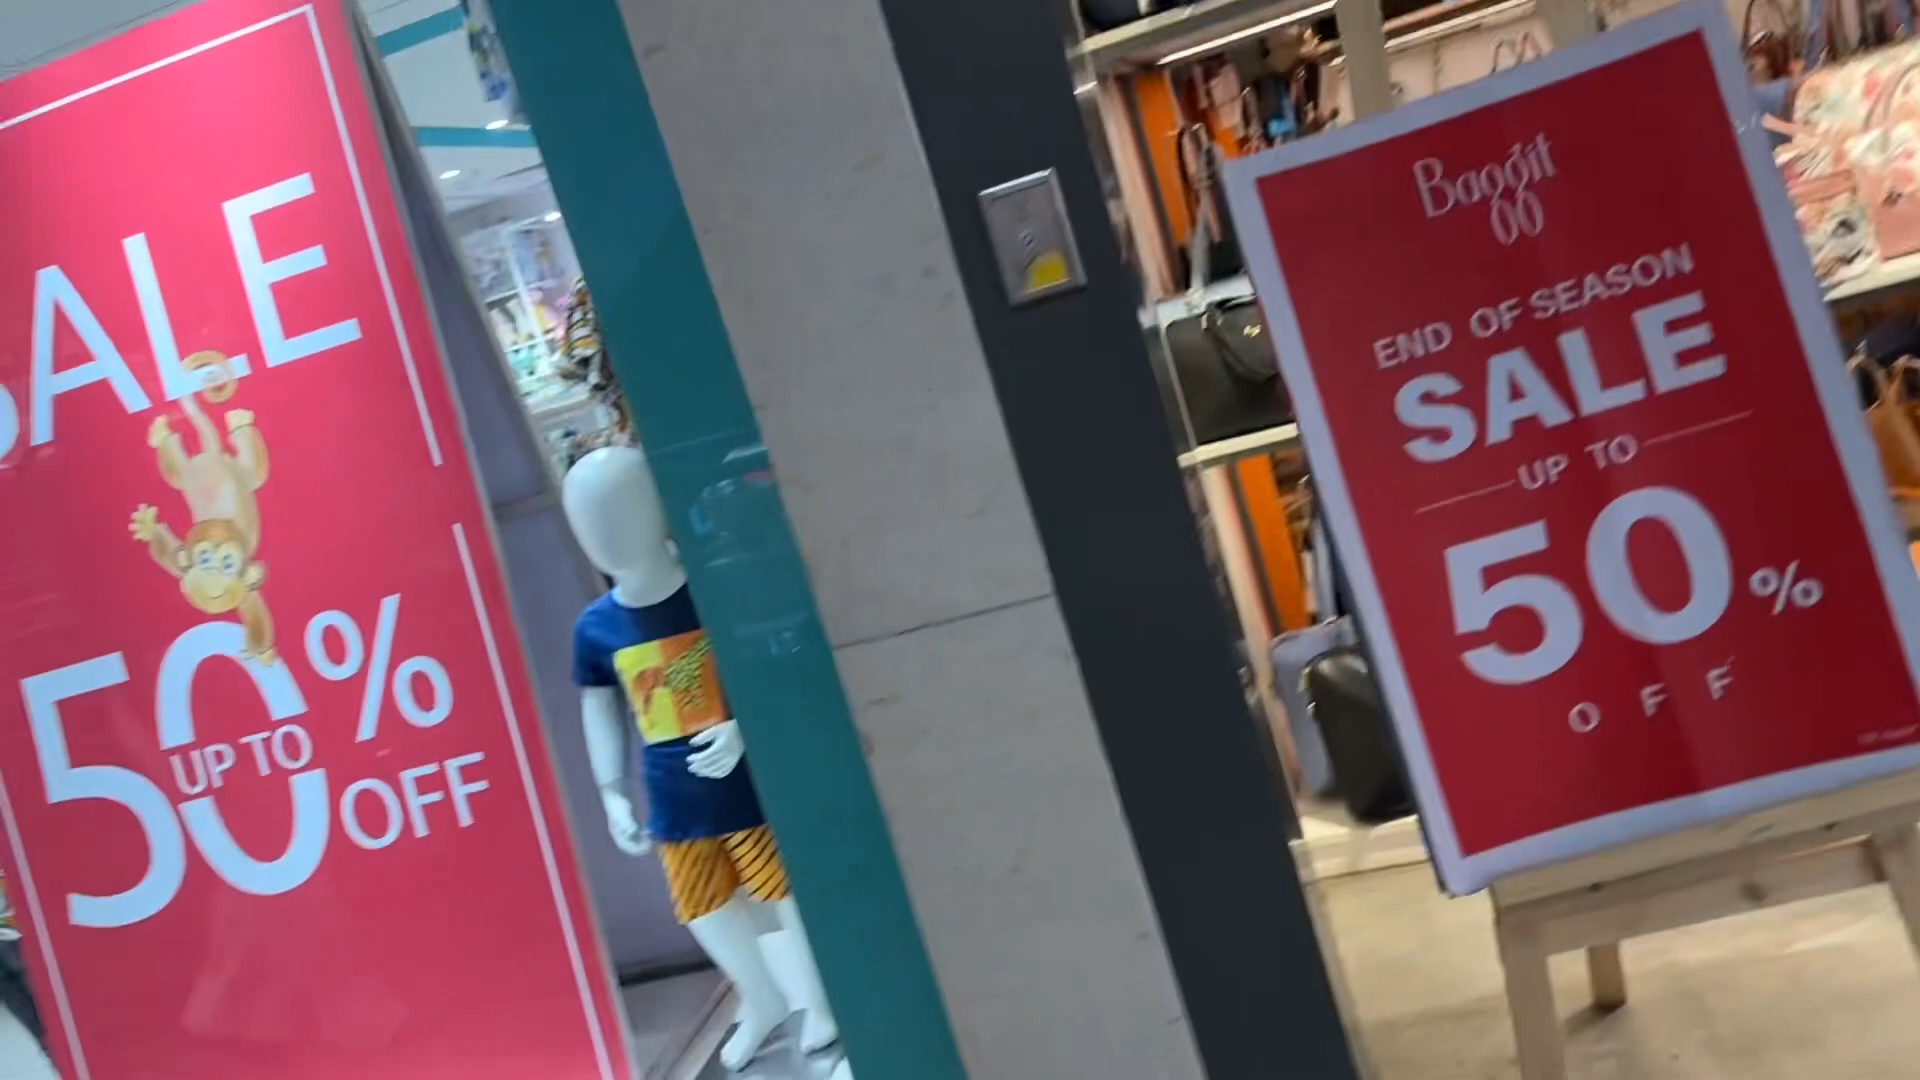 SALE
50%
UP TO
OFF
Baggit
END OF SEASON
SALE
UP TO
50%
OFF